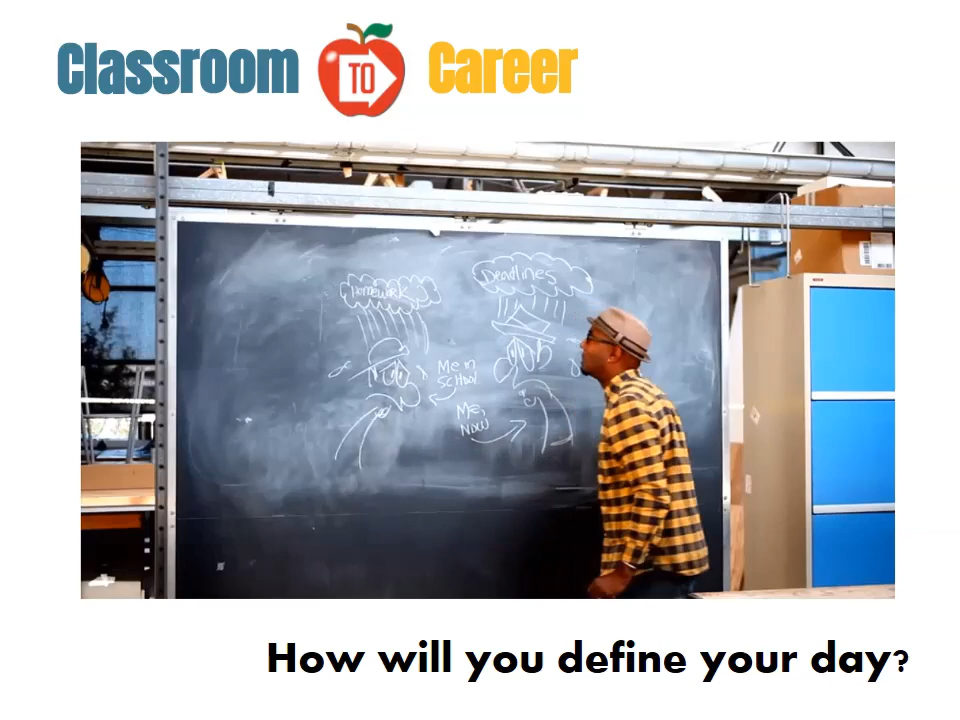 Classroom TO Career
Homework
Deadlines
Me in
SCHOOL
Me,
NOW
How will you define your day?